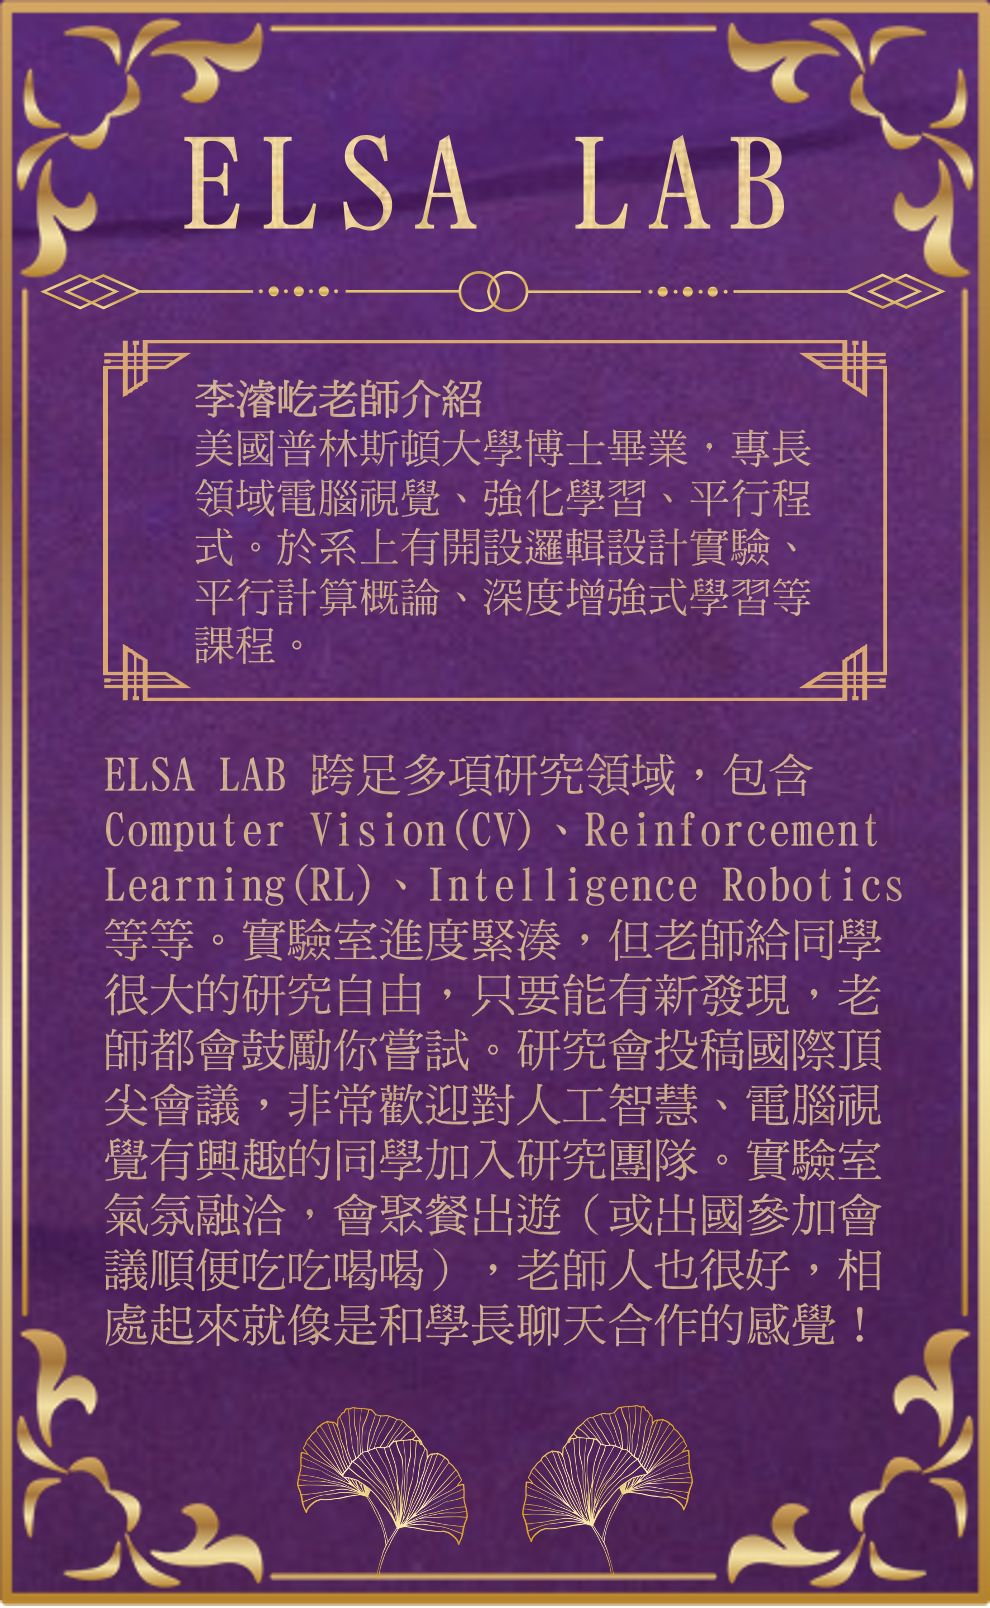 ELSA LAB
李濬屹老師介紹
美國普林斯頓大學博士畢業，專長
領域電腦視覺、強化學習、平行程
式。於系上有開設邏輯設計實驗、
平行計算概論、深度增強式學習等
課程。
ELSA LAB 跨足多項研究領域，包含
Computer Vision(CV)、Reinforcement
Learning(RL)、Intelligence Robotics
等等。實驗室進度緊湊，但老師給同學
很大的研究自由，只要能有新發現，老
師都會鼓勵你嘗試。研究會投稿國際頂
尖會議，非常歡迎對人工智慧、電腦視
覺有興趣的同學加入研究團隊。實驗室
氣氛融洽，會聚餐出遊（或出國參加會
議順便吃吃喝喝），老師人也很好，相
處起來就像是和學長聊天合作的感覺！